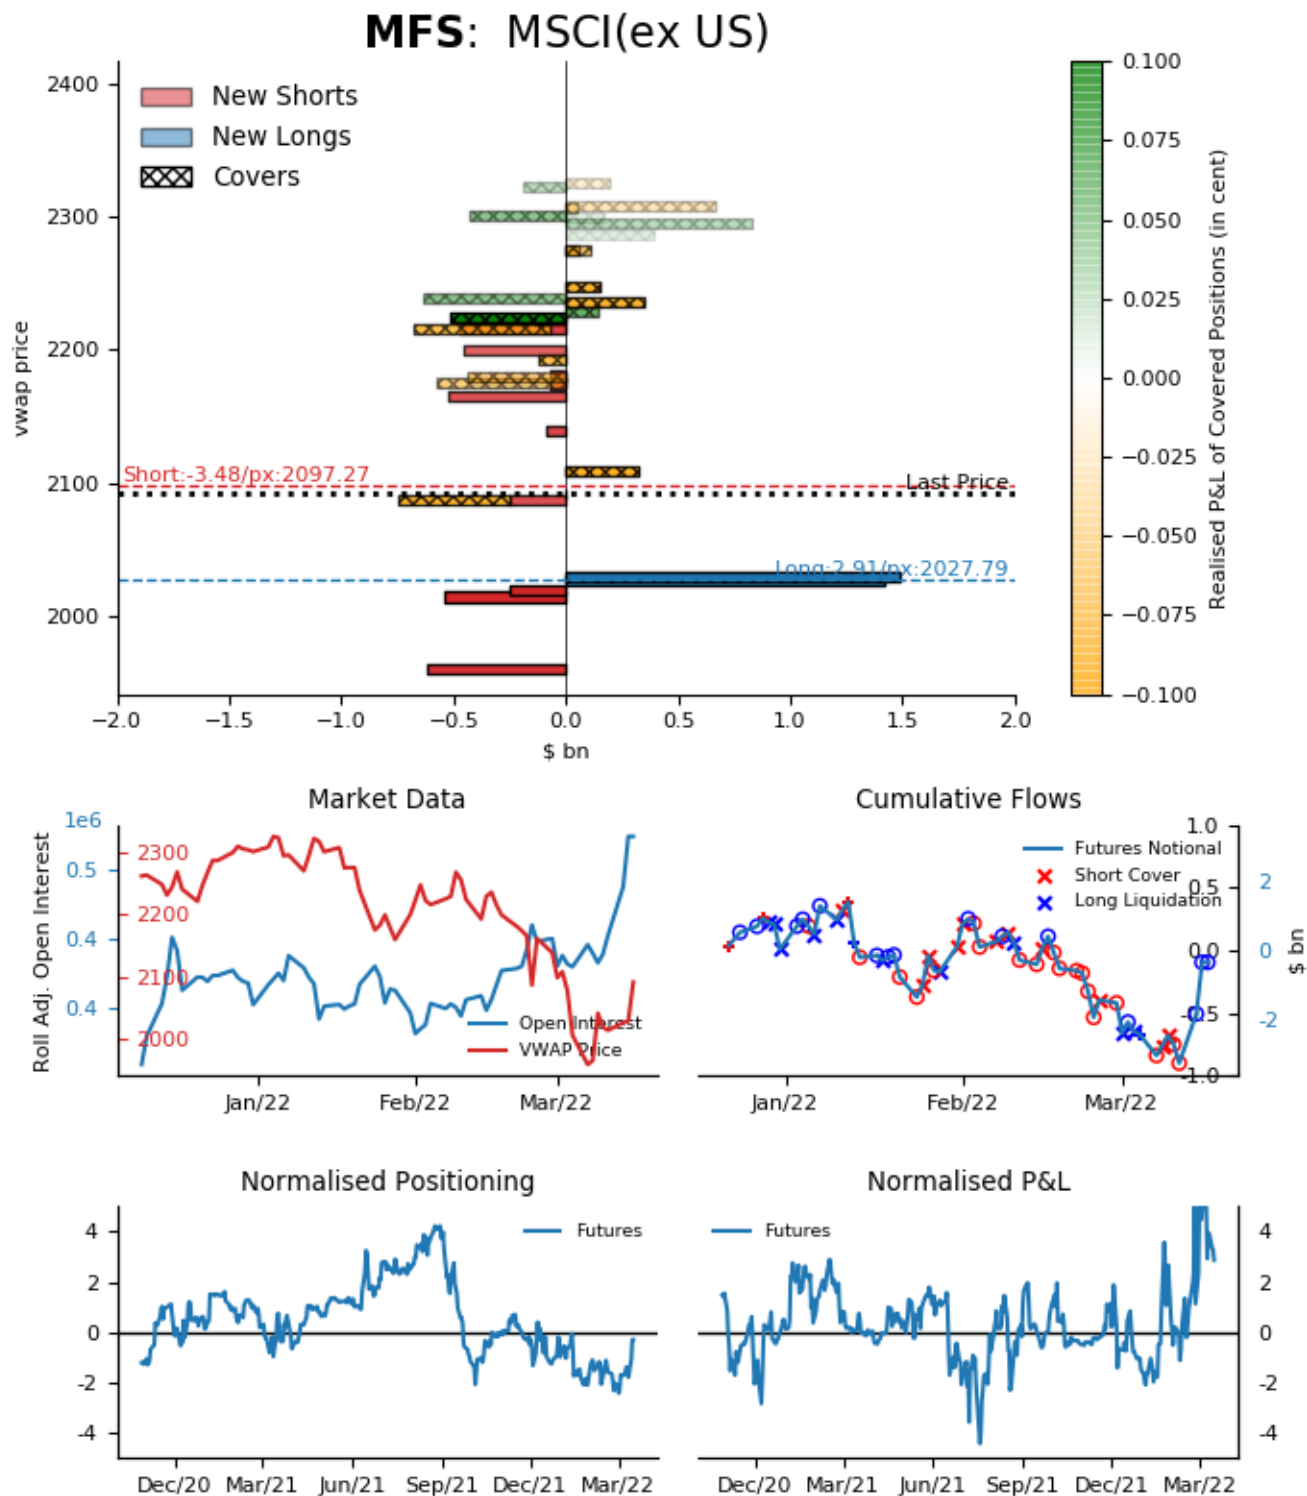 MFS: MSCI(ex US)
New Shorts
New Longs
Covers
2400
2300
2200
2100
2000
vwap price
Short:-3.48/px:2097.27
Last Price
Long:2.91/px:2027.79
−2.0 −1.5 −1.0 −0.5 0.0 0.5 1.0 1.5 2.0
$ bn
0.100
0.075
0.050
0.025
0.000
−0.025
−0.050
−0.075
−0.100
Realised P&L of Covered Positions (in cent)
Market Data
1e6
0.5
0.4
0.4
Roll Adj. Open Interest
2300
2200
2100
2000
Open Interest
VWAP Price
Jan/22 Feb/22 Mar/22
Cumulative Flows
Futures Notional
Short Cover
Long Liquidation
1.0
0.5
0.0
-0.5
-1.0
2
0
-2
$ bn
Jan/22 Feb/22 Mar/22
Normalised Positioning
Futures
4
2
0
-2
-4
Dec/20 Mar/21 Jun/21 Sep/21 Dec/21 Mar/22
Normalised P&L
Futures
4
2
0
-2
-4
Dec/20 Mar/21 Jun/21 Sep/21 Dec/21 Mar/22